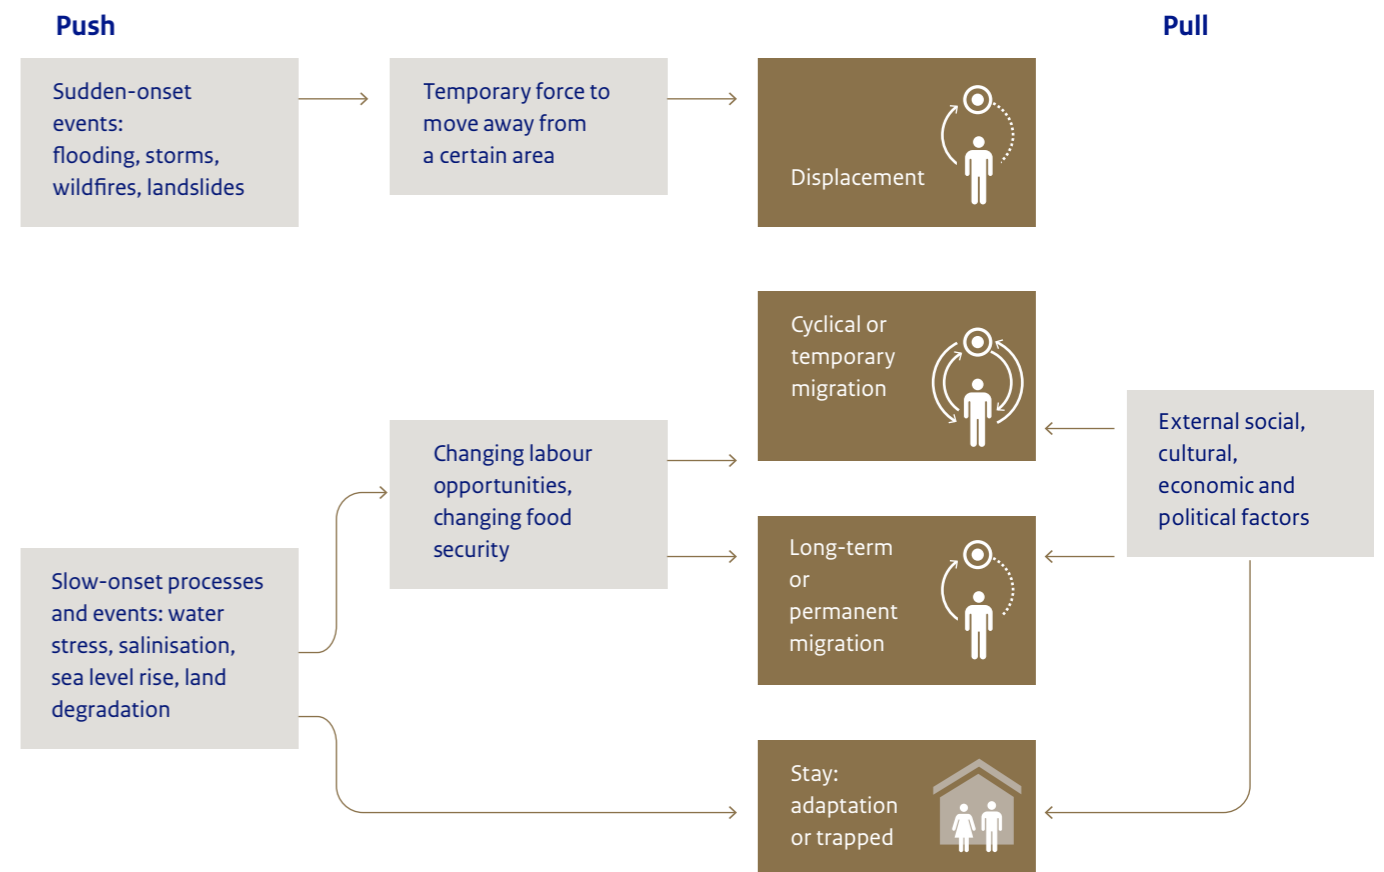 Push
Pull
Sudden-onset
events:
flooding, storms,
wildfires, landslides
Temporary force to
move away from
a certain area
Displacement
Cyclical or
temporary
migration
Changing labour
opportunities,
changing food
security
External social,
cultural,
economic and
political factors
Long-term
or
permanent
migration
Slow-onset processes
and events: water
stress, salinisation,
sea level rise, land
degradation
Stay:
adaptation
or trapped